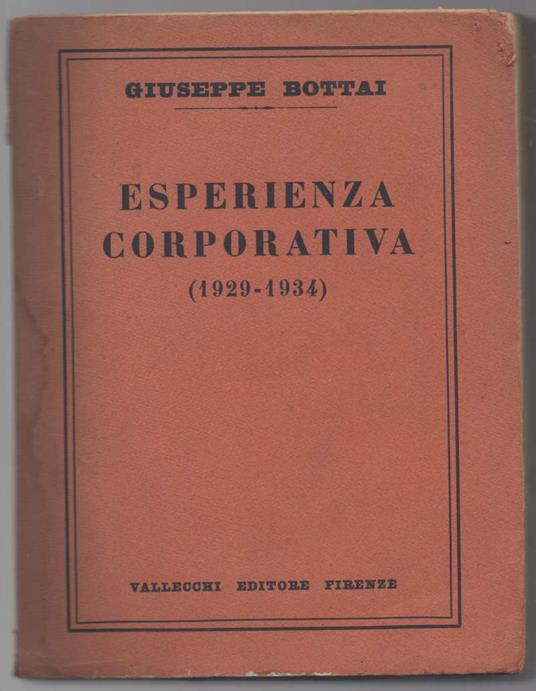 GIUSEPPE BOTTAI
ESPERIENZA
CORPORATIVA
(1929-1934)
VALLECCHI EDITORE FIRENZE